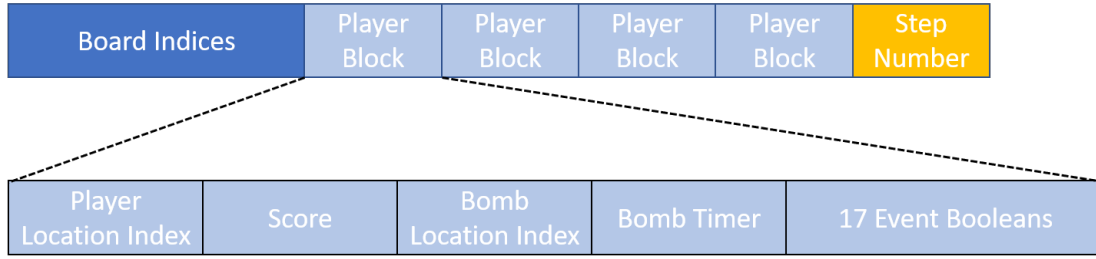 Board Indices
Player
Block
Player
Block
Player
Block
Player
Block
Step
Number
Player
Location Index
Score
Bomb
Location Index
Bomb Timer
17 Event Booleans